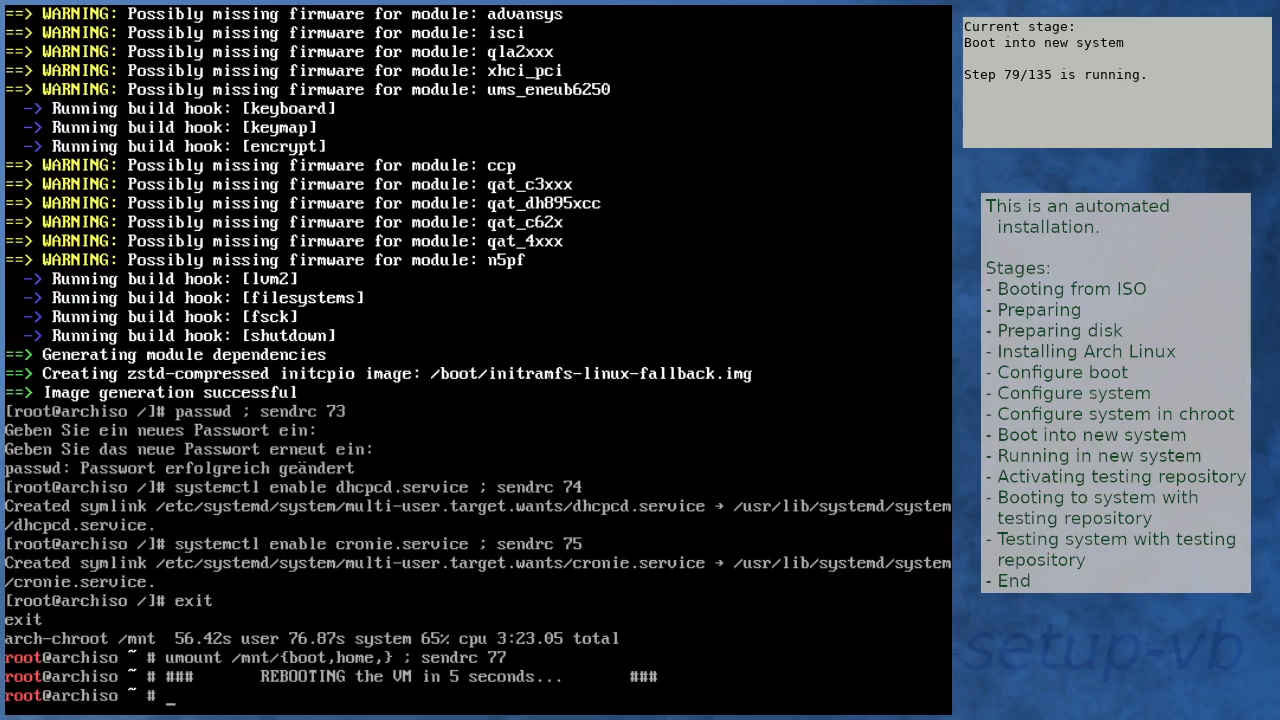 ==> WARNING: Possibly missing firmware for module: advansys
==> WARNING: Possibly missing firmware for module: isci
==> WARNING: Possibly missing firmware for module: qla2xxx
==> WARNING: Possibly missing firmware for module: xhci_pci
==> WARNING: Possibly missing firmware for module: ums_eneub6250
  -> Running build hook: [keyboard]
  -> Running build hook: [keymap]
  -> Running build hook: [encrypt]
==> WARNING: Possibly missing firmware for module: ccp
==> WARNING: Possibly missing firmware for module: qat_c3xxx
==> WARNING: Possibly missing firmware for module: qat_dh895xcc
==> WARNING: Possibly missing firmware for module: qat_c62x
==> WARNING: Possibly missing firmware for module: qat_4xxx
==> WARNING: Possibly missing firmware for module: n5pf
  -> Running build hook: [lvm2]
  -> Running build hook: [filesystems]
  -> Running build hook: [fsck]
  -> Running build hook: [shutdown]
==> Generating module dependencies
==> Creating zstd-compressed initcpio image: /boot/initramfs-linux-fallback.img
==> Image generation successful
[root@archiso /]# passwd ; sendrc 73
Geben Sie ein neues Passwort ein:
Geben Sie das neue Passwort erneut ein:
passwd: Passwort erfolgreich geändert
[root@archiso /]# systemctl enable dhcpcd.service ; sendrc 74
Created symlink /etc/systemd/system/multi-user.target.wants/dhcpcd.service → /usr/lib/systemd/system
/dhcpcd.service.
[root@archiso /]# systemctl enable cronie.service ; sendrc 75
Created symlink /etc/systemd/system/multi-user.target.wants/cronie.service → /usr/lib/systemd/system
/cronie.service.
[root@archiso /]# exit
exit
arch-chroot /mnt  56.42s user 76.87s system 65% cpu 3:23.05 total
root@archiso ~ # umount /mnt/{boot,home,} ; sendrc 77
root@archiso ~ # ###       REBOOTING the VM in 5 seconds...       ###
root@archiso ~ # _
Current stage:
Boot into new system
Step 79/135 is running.
This is an automated
installation.
Stages:
- Booting from ISO
- Preparing
- Preparing disk
- Installing Arch Linux
- Configure boot
- Configure system
- Configure system in chroot
- Boot into new system
- Running in new system
- Activating testing repository
- Booting to system with
testing repository
- Testing system with testing
repository
- End
-setup-vb